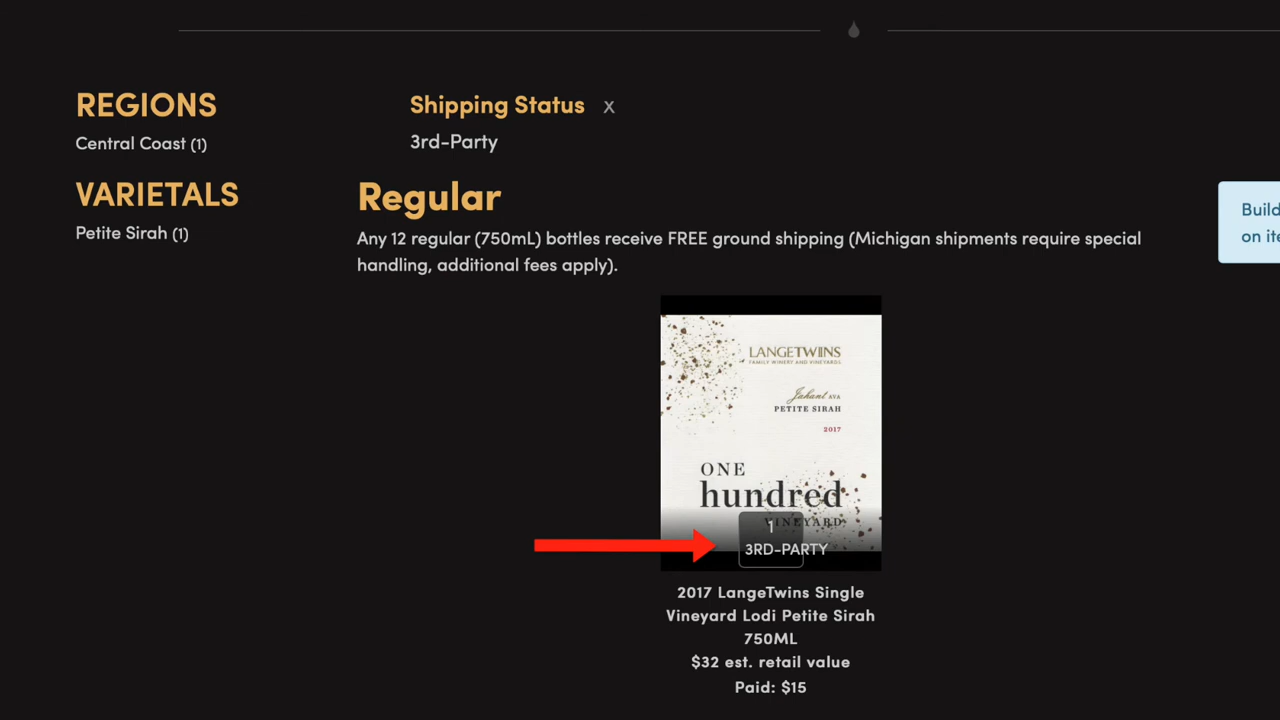 REGIONS
Central Coast (1)
VARIETALS
Petite Sirah (1)
Shipping Status x
3rd-Party
Regular
Any 12 regular (750mL) bottles receive FREE ground shipping (Michigan shipments require special
handling, additional fees apply).
Build
on ite
LANGETWINS
FAMILY WINERY AND VINEYARDS
Jahant AVA
PETITE SIRAH
2017
ONE
hundred
VINEYARD
1
3RD-PARTY
2017 LangeTwins Single
Vineyard Lodi Petite Sirah
750ML
$32 est. retail value
Paid: $15